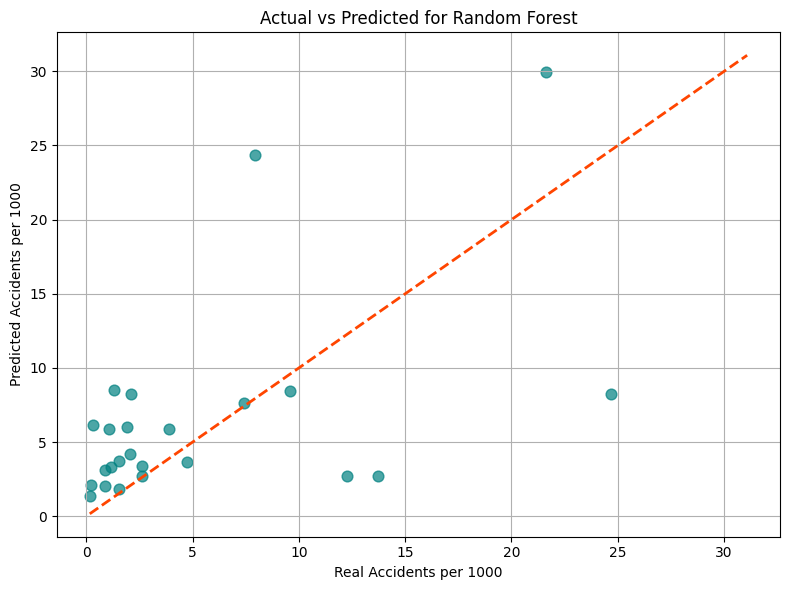 Actual vs Predicted for Random Forest
Predicted Accidents per 1000
30
25
20
15
10
5
0
0 5 10 15 20 25 30
Real Accidents per 1000